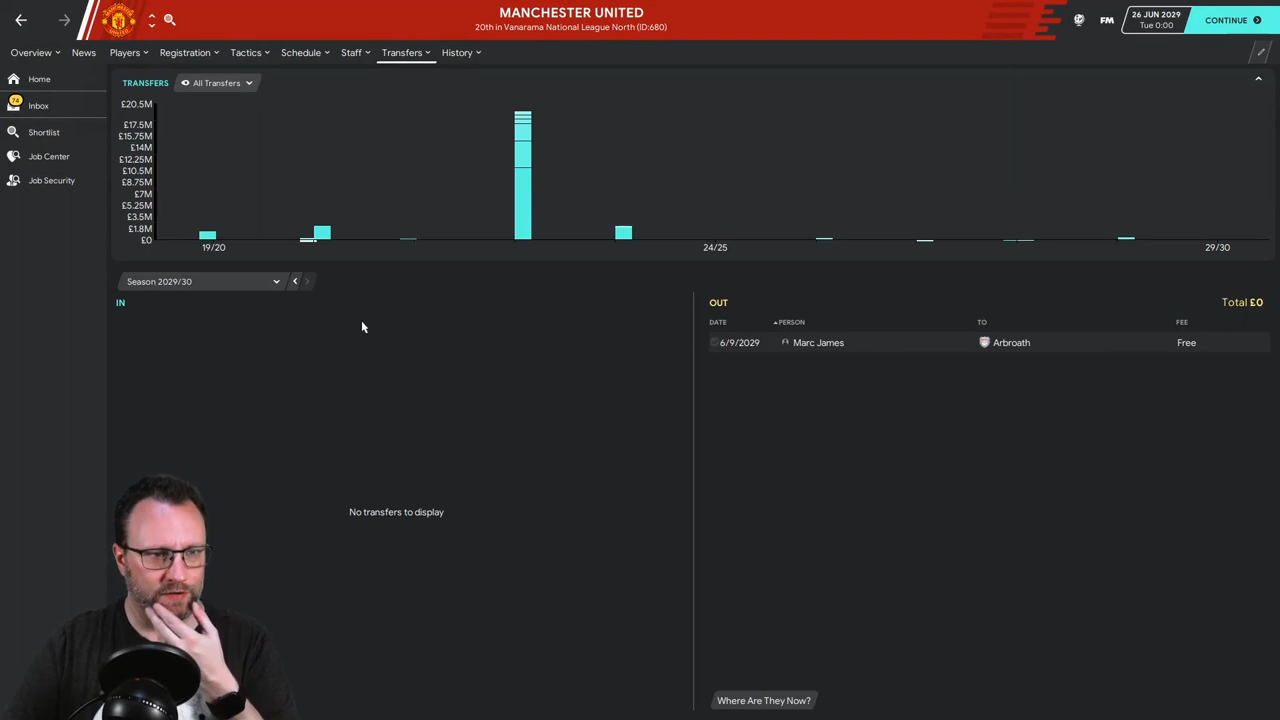 MANCHESTER UNITED
20th in Vanarama National League North (ID:680)
FM
26 JUN 2029
Tue 0:00
CONTINUE
Overview
News
Players
Registration
Tactics
Schedule
Staff
Transfers
History
Home
74
Inbox
Shortlist
Job Center
Job Security
TRANSFERS
All Transfers
£20.5M
£17.5M
£15.75M
£14M
£12.25M
£10.5M
£8.75M
£7M
£5.25M
£3.5M
£1.8M
£0
19/20
24/25
29/30
Season 2029/30
IN
No transfers to display
OUT
Total £0
DATE
PERSON
TO
FEE
6/9/2029
Marc James
Arbroath
Free
Where Are They Now?